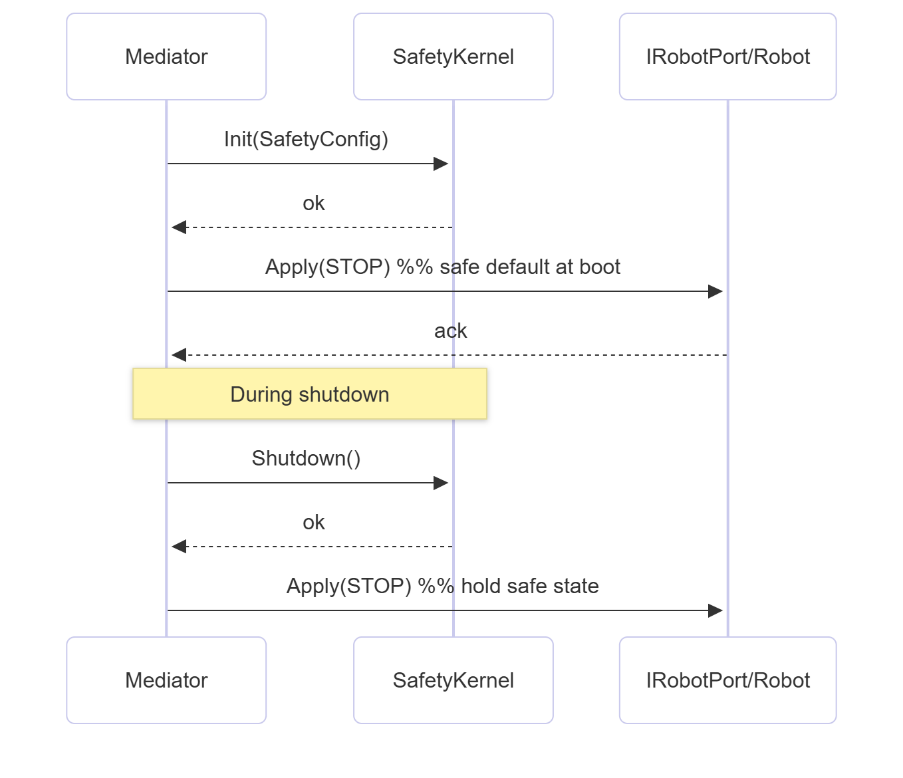 Mediator
SafetyKernel
IRobotPort/Robot
Init(SafetyConfig)
ok
Apply(STOP) %% safe default at boot
ack
During shutdown
Shutdown()
ok
Apply(STOP) %% hold safe state
Mediator
SafetyKernel
IRobotPort/Robot